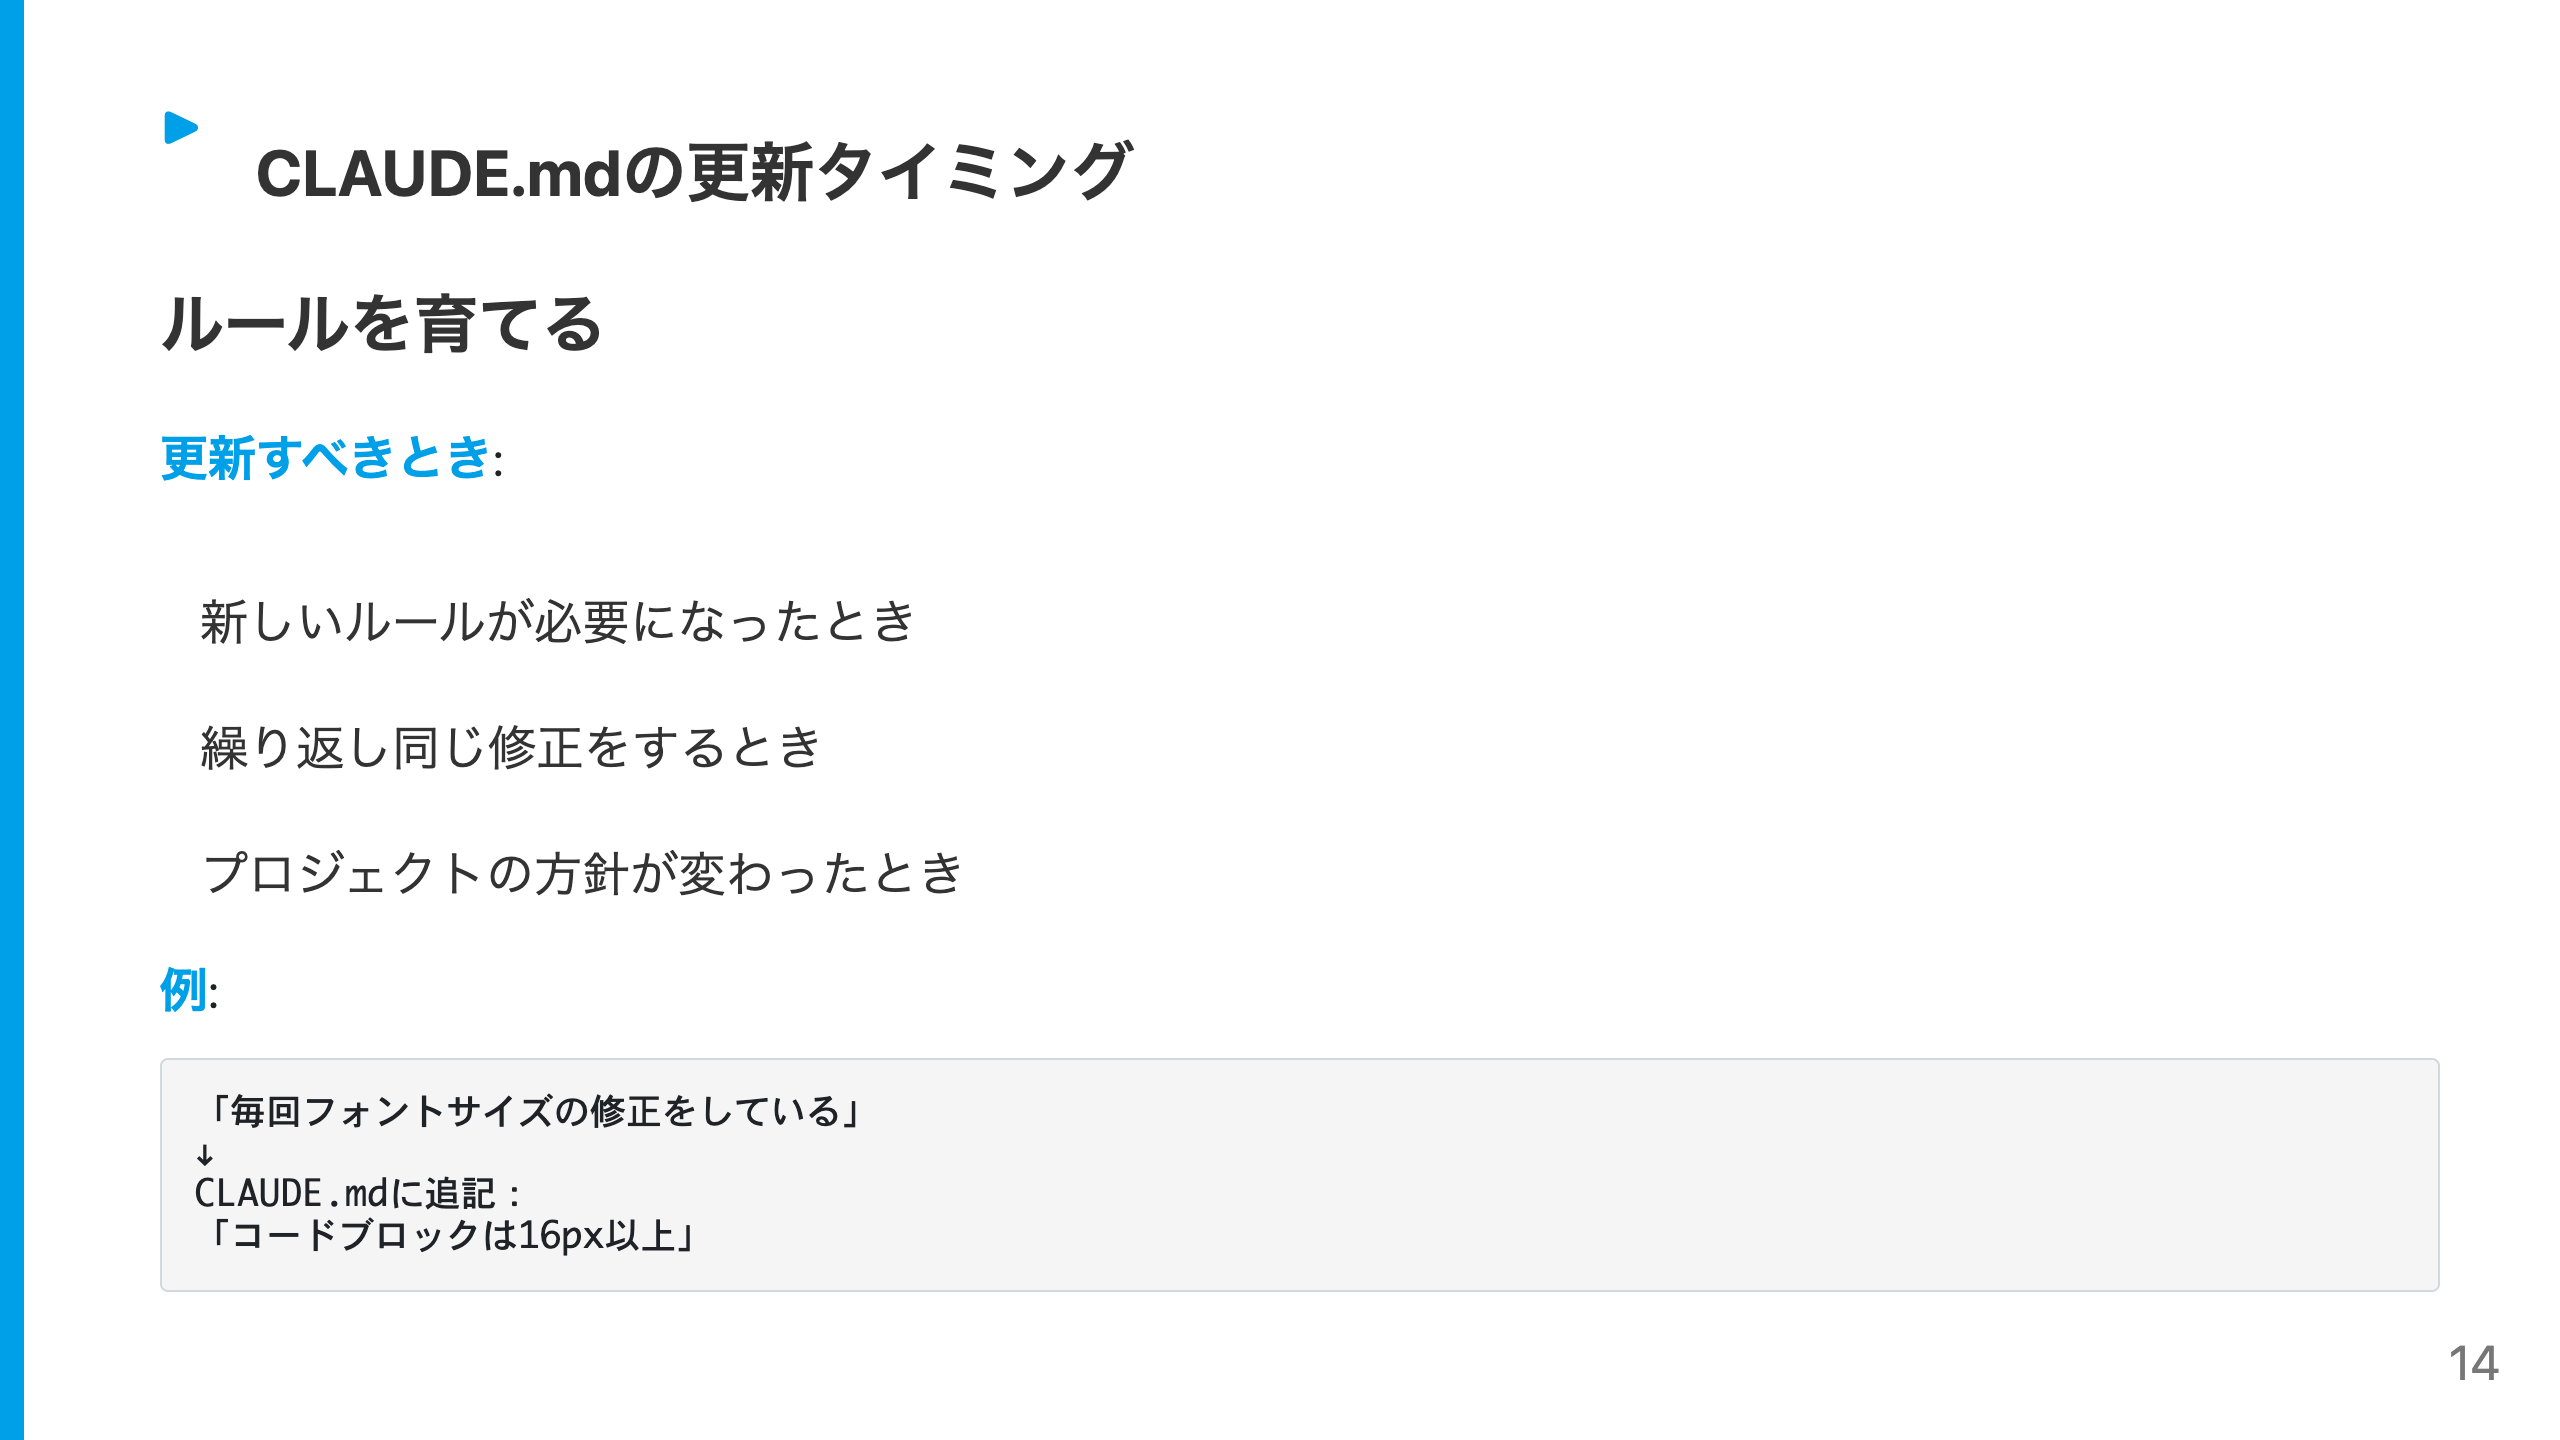 CLAUDE.mdの更新タイミング
ルールを育てる
更新すべきとき:
新しいルールが必要になったとき
繰り返し同じ修正をするとき
プロジェクトの方針が変わったとき
例:
「毎回フォントサイズの修正をしている」
↓
CLAUDE.mdに追記：
「コードブロックは16px以上」
14